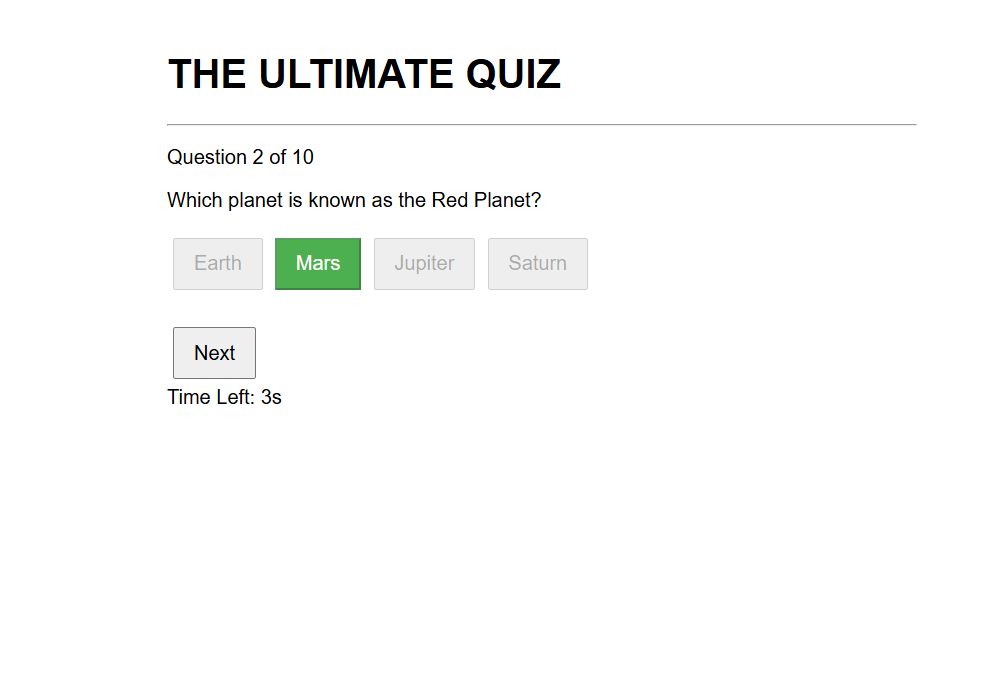 THE ULTIMATE QUIZ
Question 2 of 10
Which planet is known as the Red Planet?
Earth Mars Jupiter Saturn
Next
Time Left: 3s